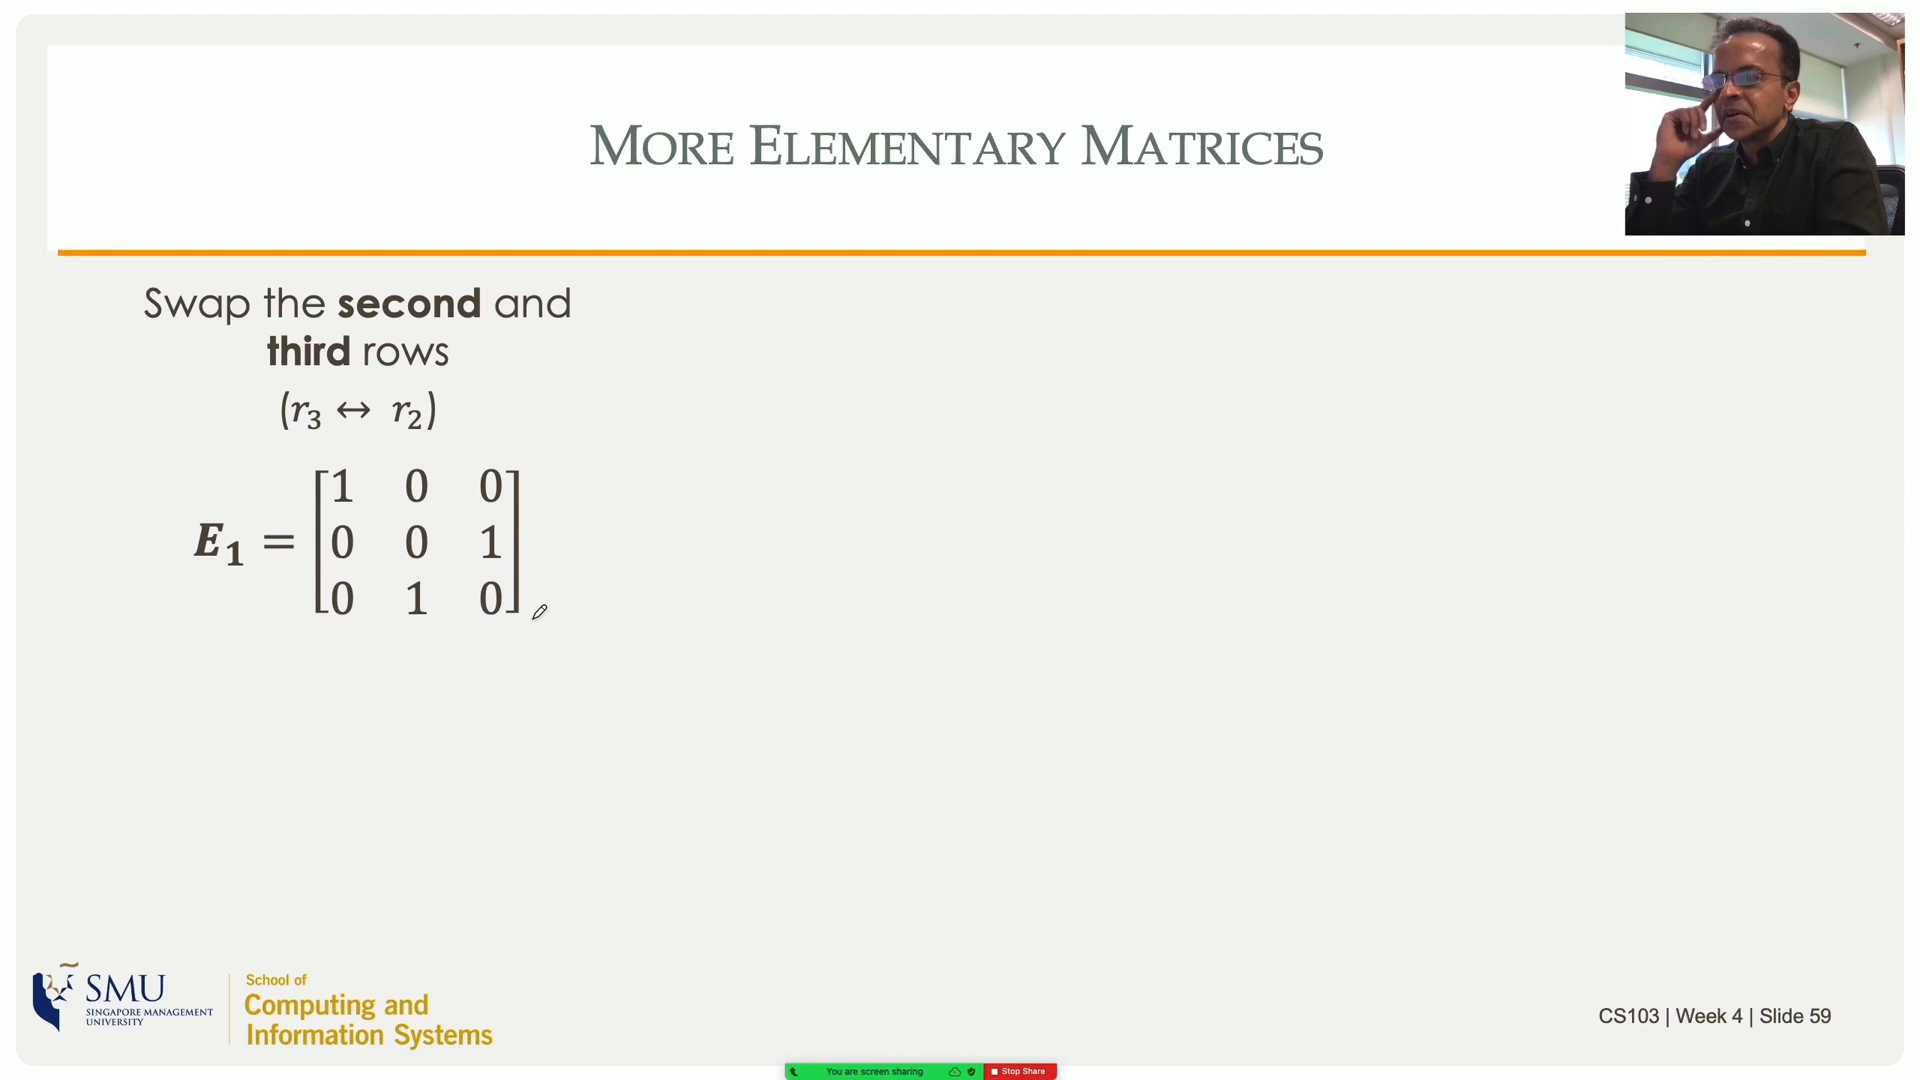 MORE ELEMENTARY MATRICES
Swap the second and
third rows
(r₃ ↔ r₂)
E₁ = [1 0 0
0 0 1
0 1 0]
SMU
SINGAPORE MANAGEMENT
UNIVERSITY
School of
Computing and
Information Systems
CS103 | Week 4 | Slide 59
You are screen sharing
Stop Share